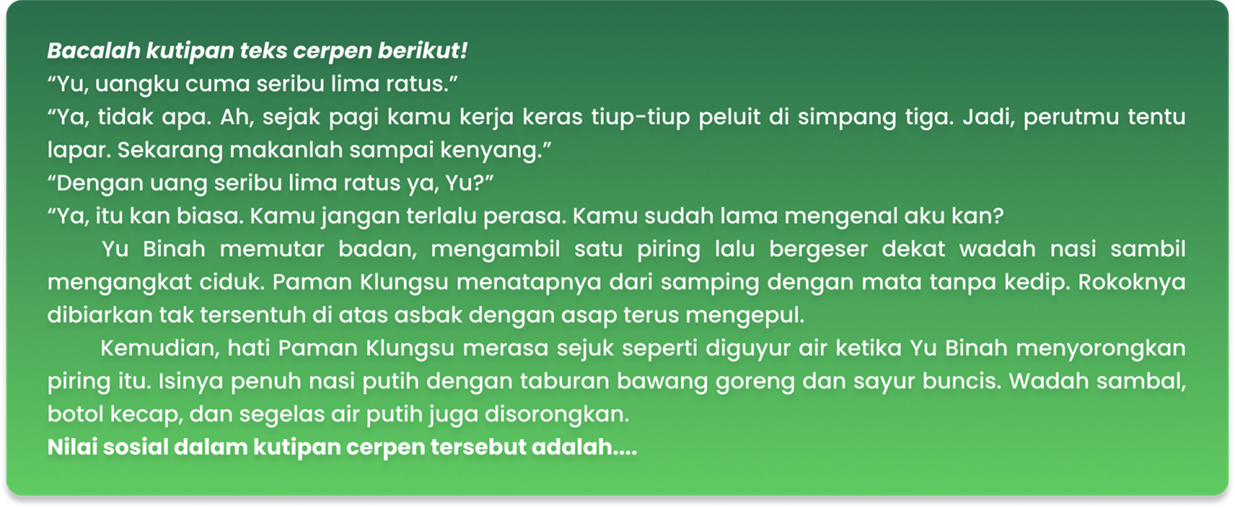 Bacalah kutipan teks cerpen berikut!
“Yu, uangku cuma seribu lima ratus.”
“Ya, tidak apa. Ah, sejak pagi kamu kerja keras tiup-tiup peluit di simpang tiga. Jadi, perutmu tentu
lapar. Sekarang makanlah sampai kenyang.”
“Dengan uang seribu lima ratus ya, Yu?”
“Ya, itu kan biasa. Kamu jangan terlalu perasa. Kamu sudah lama mengenal aku kan?
Yu Binah memutar badan, mengambil satu piring lalu bergeser dekat wadah nasi sambil
mengangkat ciduk. Paman Klungsu menatapnya dari samping dengan mata tanpa kedip. Rokoknya
dibiarkan tak tersentuh di atas asbak dengan asap terus mengepul.
Kemudian, hati Paman Klungsu merasa sejuk seperti diguyur air ketika Yu Binah menyorongkan
piring itu. Isinya penuh nasi putih dengan taburan bawang goreng dan sayur buncis. Wadah sambal,
botol kecap, dan segelas air putih juga disorongkan.
Nilai sosial dalam kutipan cerpen tersebut adalah....